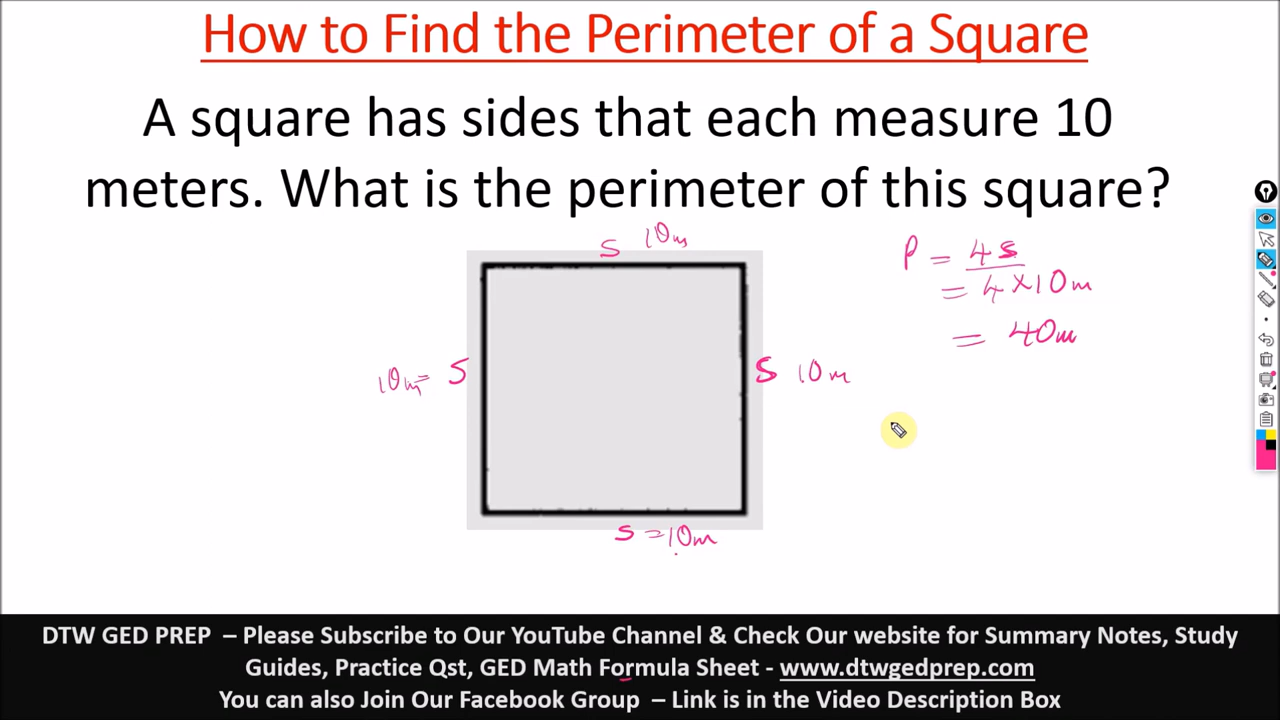 How to Find the Perimeter of a Square
A square has sides that each measure 10
meters. What is the perimeter of this square?
S 10m
P = 4s
= 4 × 10m
= 40m
10m = S
S 10m
S = 10m
DTW GED PREP – Please Subscribe to Our YouTube Channel & Check Our website for Summary Notes, Study
Guides, Practice Qst, GED Math Formula Sheet - www.dtwgedprep.com
You can also Join Our Facebook Group – Link is in the Video Description Box